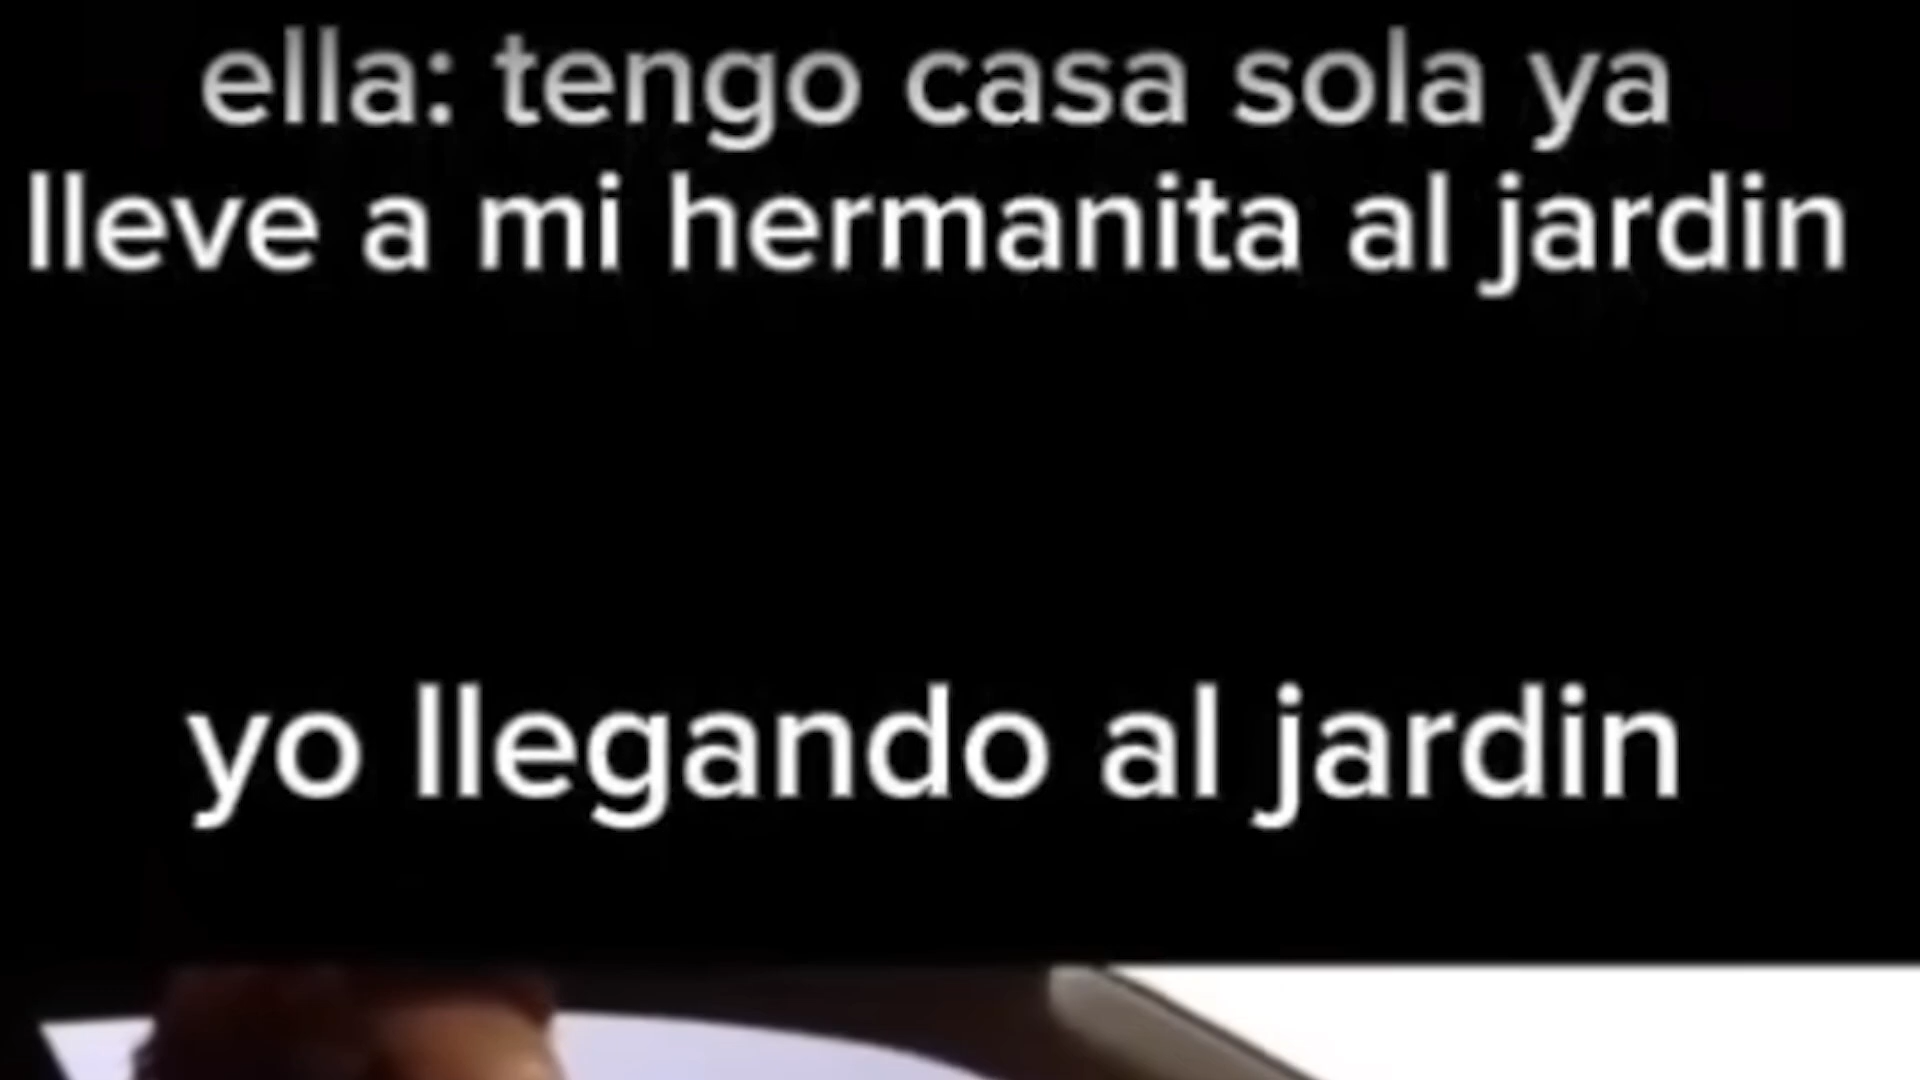 ella: tengo casa sola ya
lleve a mi hermanita al jardin
yo llegando al jardin